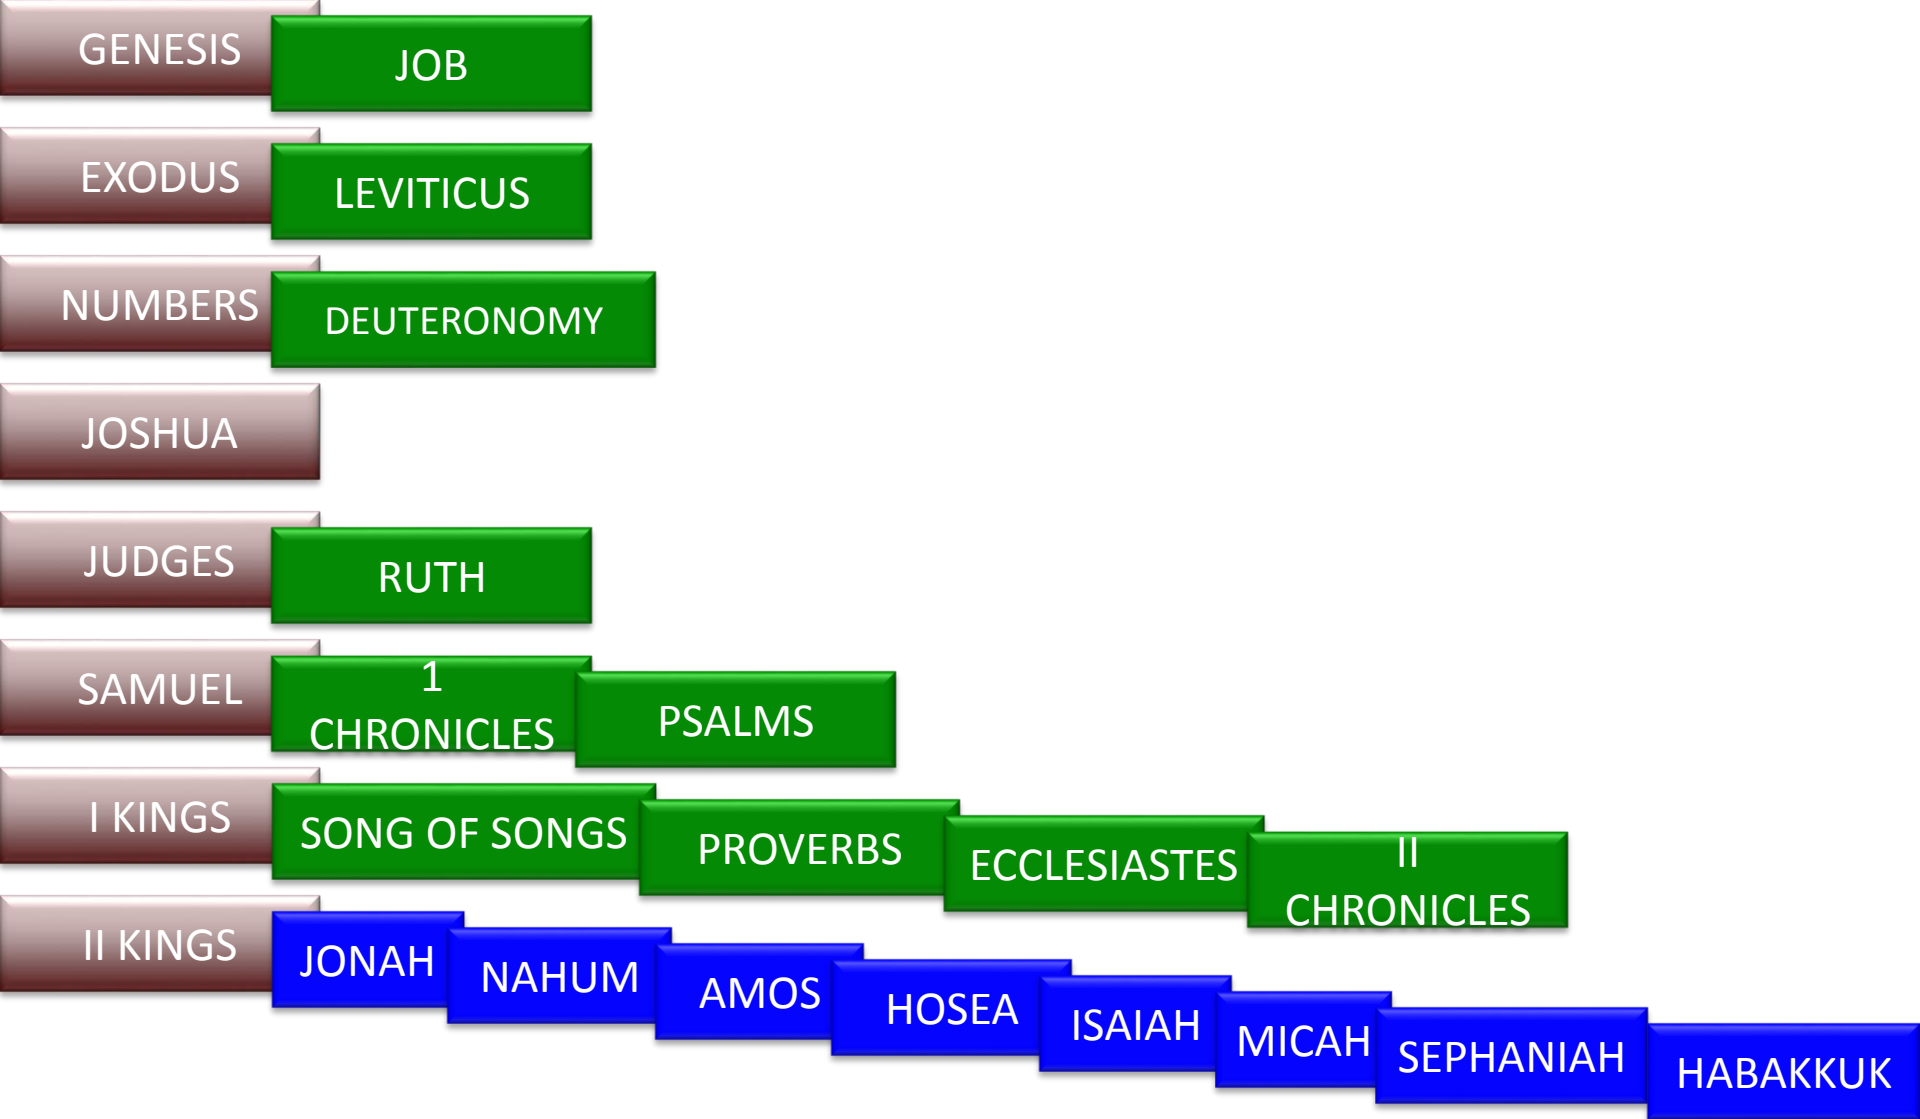 GENESIS
JOB
EXODUS
LEVITICUS
NUMBERS
DEUTERONOMY
JOSHUA
JUDGES
RUTH
SAMUEL
1
CHRONICLES
PSALMS
I KINGS
SONG OF SONGS
PROVERBS
ECCLESIASTES
II
CHRONICLES
II KINGS
JONAH
NAHUM
AMOS
HOSEA
ISAIAH
MICAH
SEPHANIAH
HABAKKUK